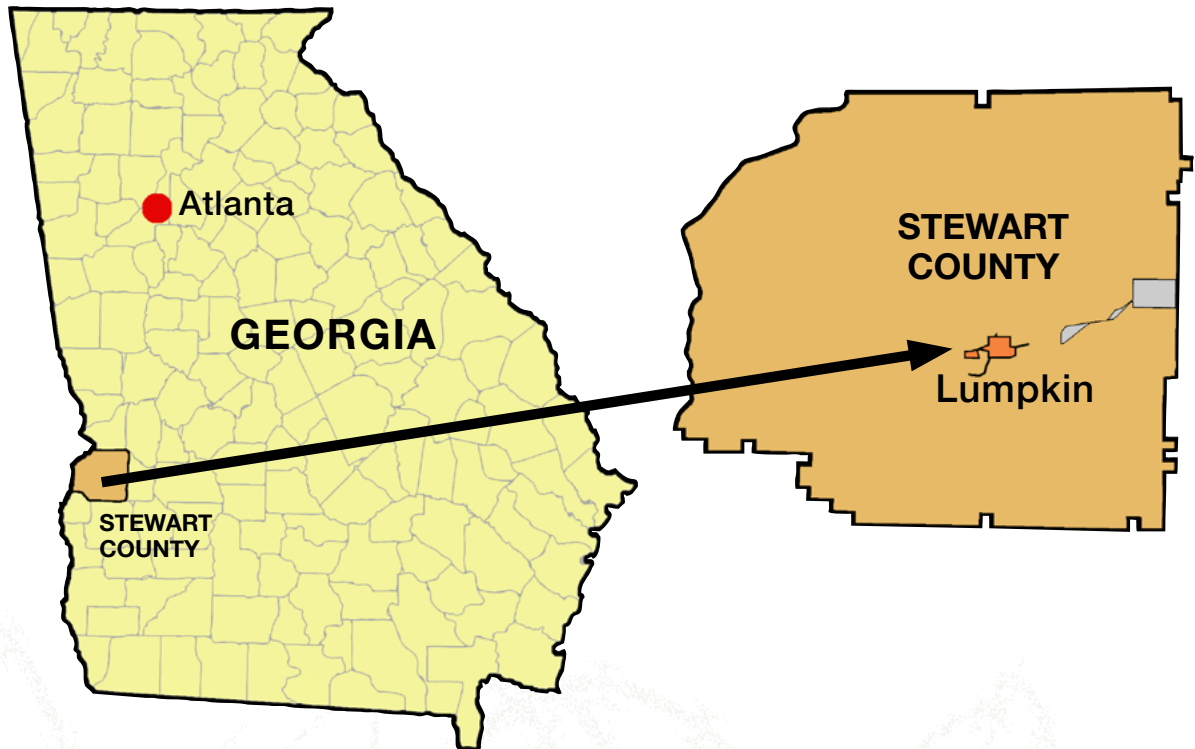 Atlanta
GEORGIA
STEWART
COUNTY
STEWART
COUNTY
Lumpkin